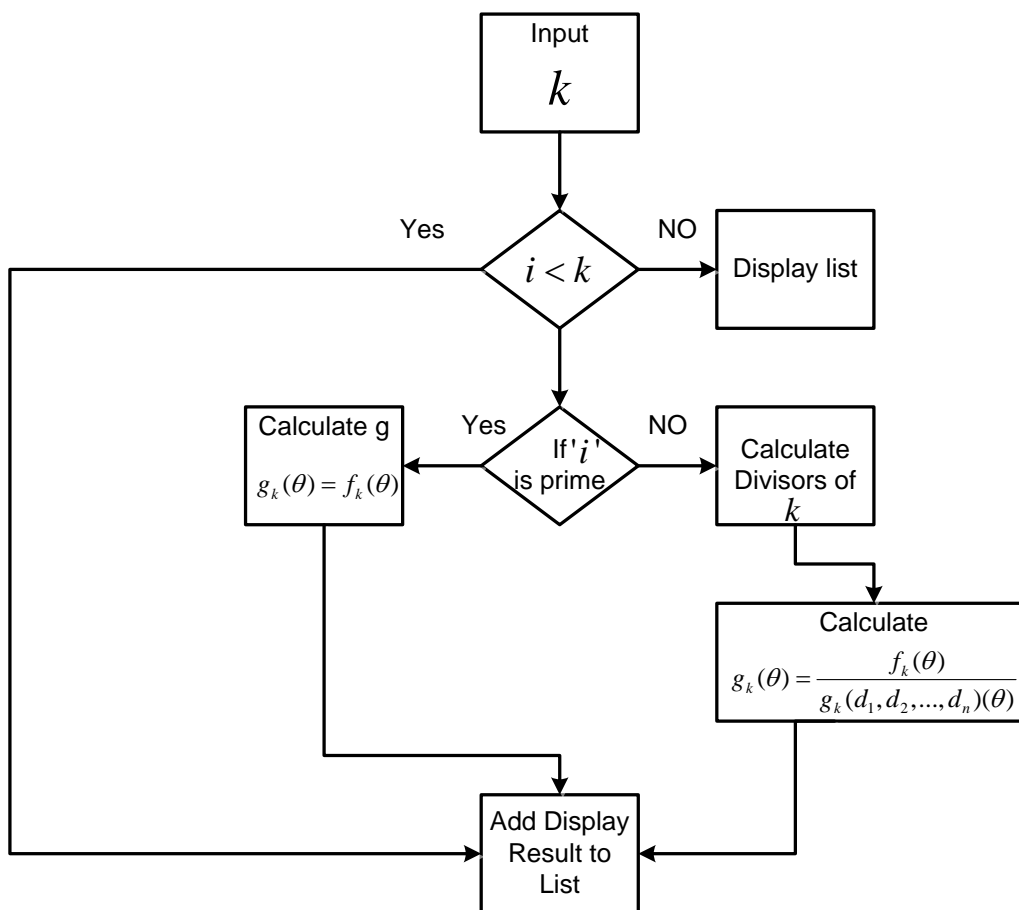 Input
k
Yes
NO
i < k
Display list
Calculate g
g_k(θ) = f_k(θ)
Yes
NO
If 'i'
is prime
Calculate
Divisors of
k
Calculate
g_k(θ) = f_k(θ) / g_k(d_1, d_2, ..., d_n)(θ)
Add Display
Result to
List